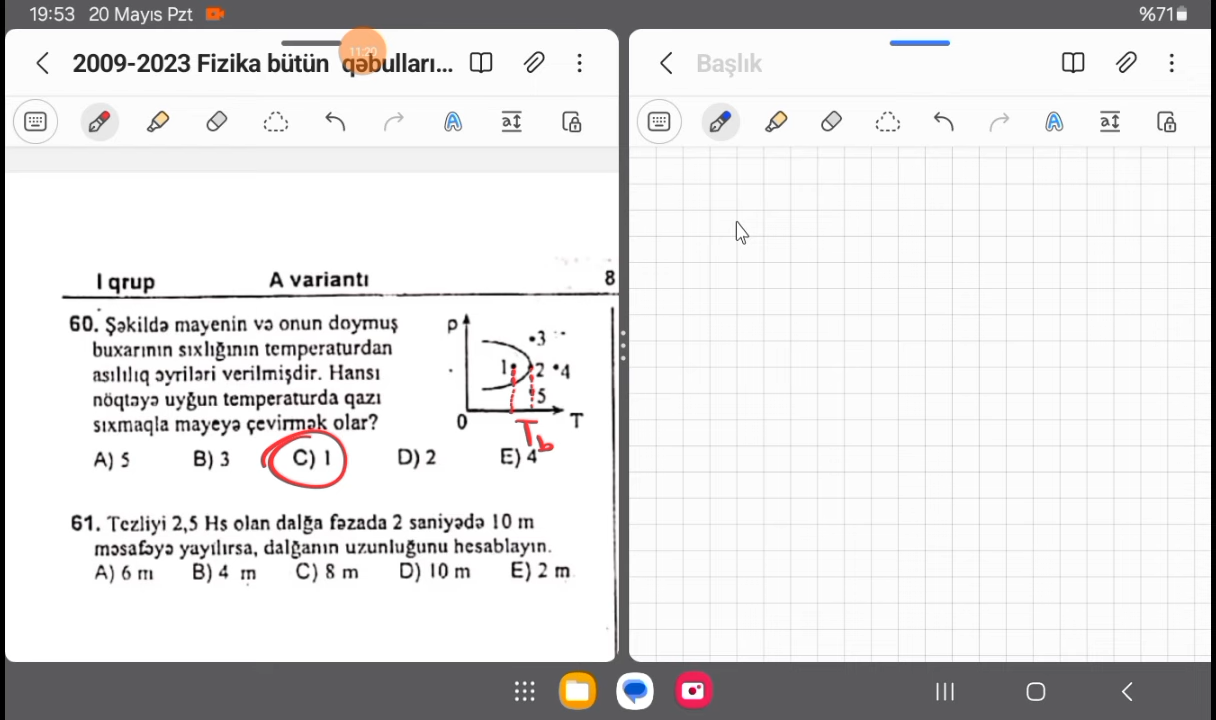 19:53 20 Mayıs Pzt
%71
11:20
2009-2023 Fizika bütün qəbulları...
Başlık
I qrup A variantı 8
60. Şəkildə mayenin və onun doymuş
buxarının sıxlığının temperaturdan
asılılıq əyriləri verilmişdir. Hansı
nöqtəyə uyğun temperaturda qazı
sıxmaqla mayeyə çevirmək olar?
ρ
3
1 2 4
5
0 T
Tb
A) 5 B) 3 C) 1 D) 2 E) 4
61. Tezliyi 2,5 Hs olan dalğa fəzada 2 saniyədə 10 m
məsafəyə yayılırsa, dalğanın uzunluğunu hesablayın.
A) 6 m B) 4 m C) 8 m D) 10 m E) 2 m